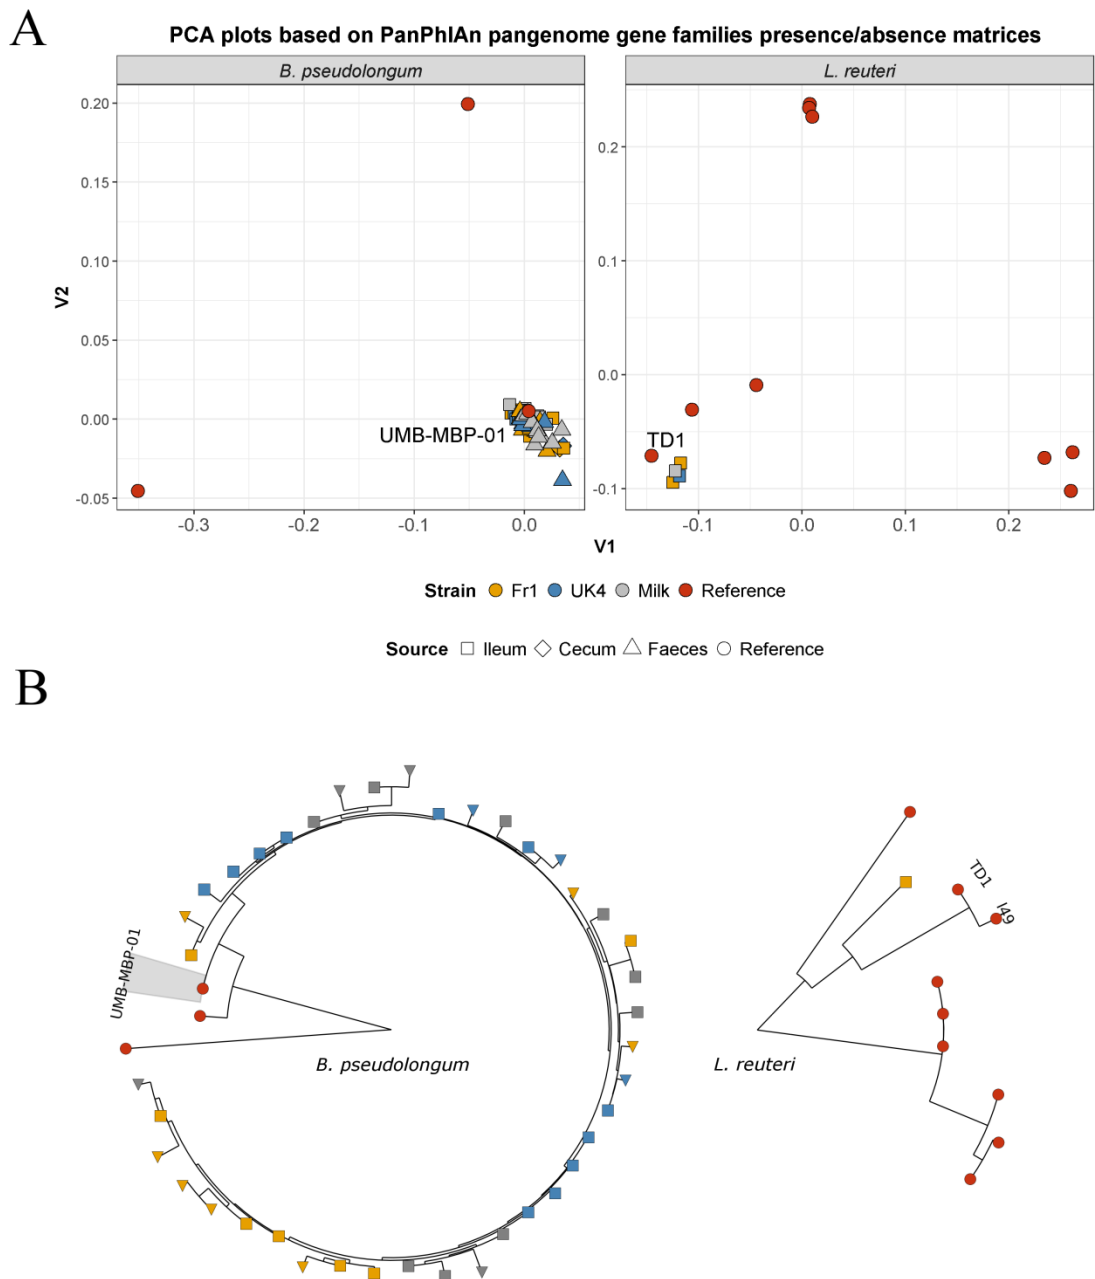 A
PCA plots based on PanPhlAn pangenome gene families presence/absence matrices
B. pseudolongum
L. reuteri
0.20
0.15
0.10
0.05
0.00
-0.05
V2
UMB-MBP-01
-0.3
-0.2
-0.1
0.0
0.2
0.1
0.0
-0.1
TD1
-0.1
0.0
0.1
0.2
V1
Strain Fr1 UK4 Milk Reference
Source Ileum Cecum Faeces Reference
B
UMB-MBP-01
B. pseudolongum
TD1
I49
L. reuteri